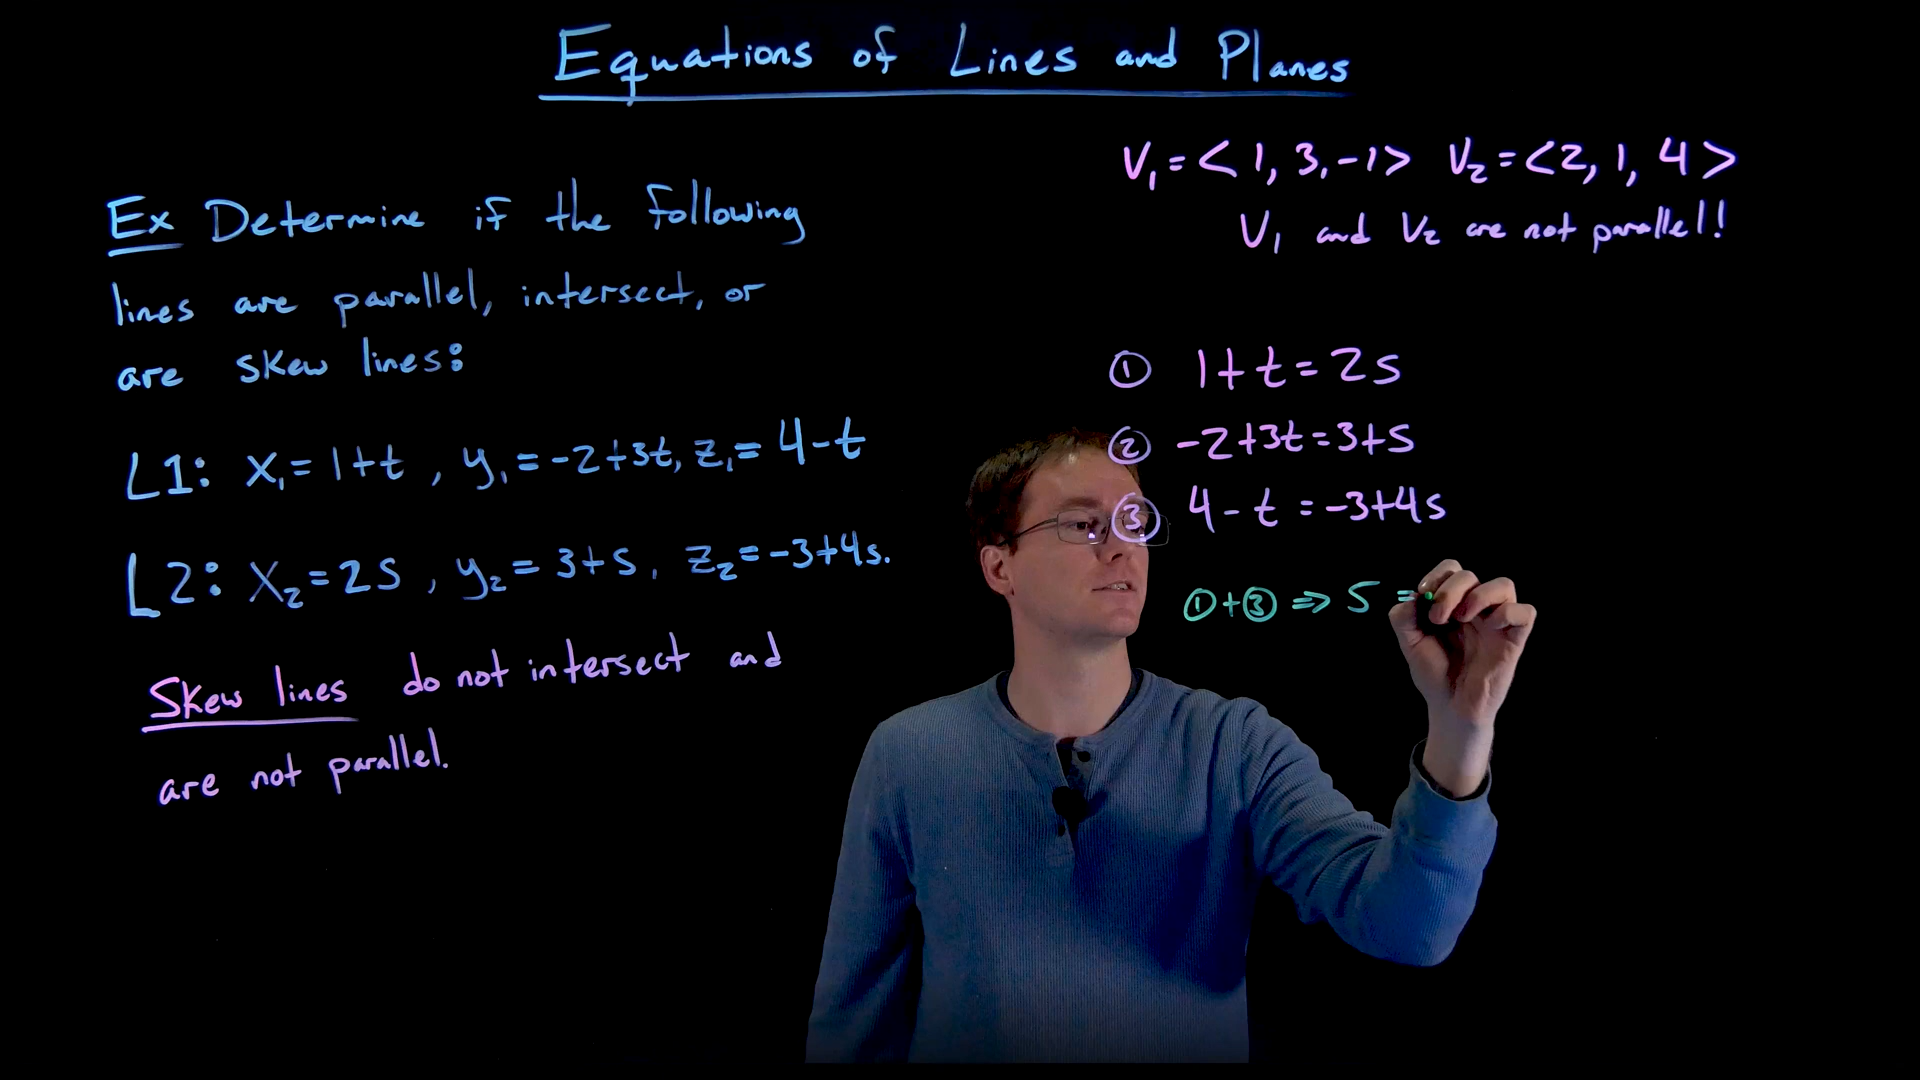 Equations of Lines and Planes
Ex Determine if the following
lines are parallel, intersect, or
are skew lines:
L1: x₁ = 1+t , y₁ = -2+3t, z₁ = 4-t
L2: x₂ = 2s , y₂ = 3+s, z₂ = -3+4s.
Skew lines do not intersect and
are not parallel.
V₁ = < 1, 3, -1> V₂ = <2, 1, 4 >
V₁ and V₂ are not parallel!
① 1+t = 2s
② -2+3t = 3+s
③ 4-t = -3+4s
①+③ => 5 =